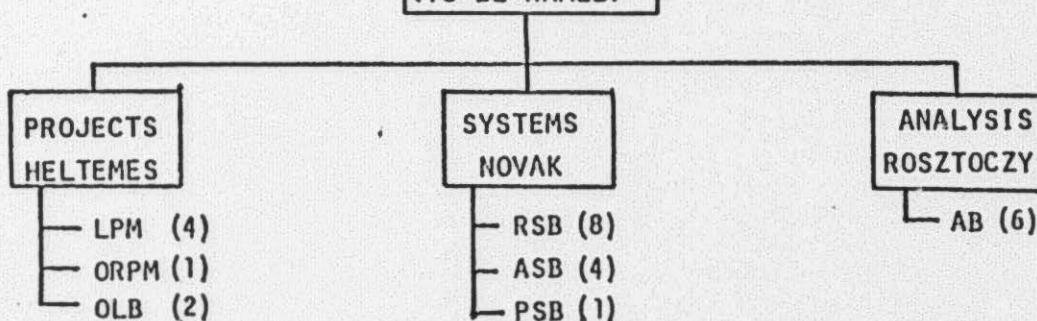 PROJECTS
HELTEMES
LPM (4)
ORPM (1)
OLB (2)
SYSTEMS
NOVAK
RSB (8)
ASB (4)
PSB (1)
ANALYSIS
ROSZTOCZY
AB (6)